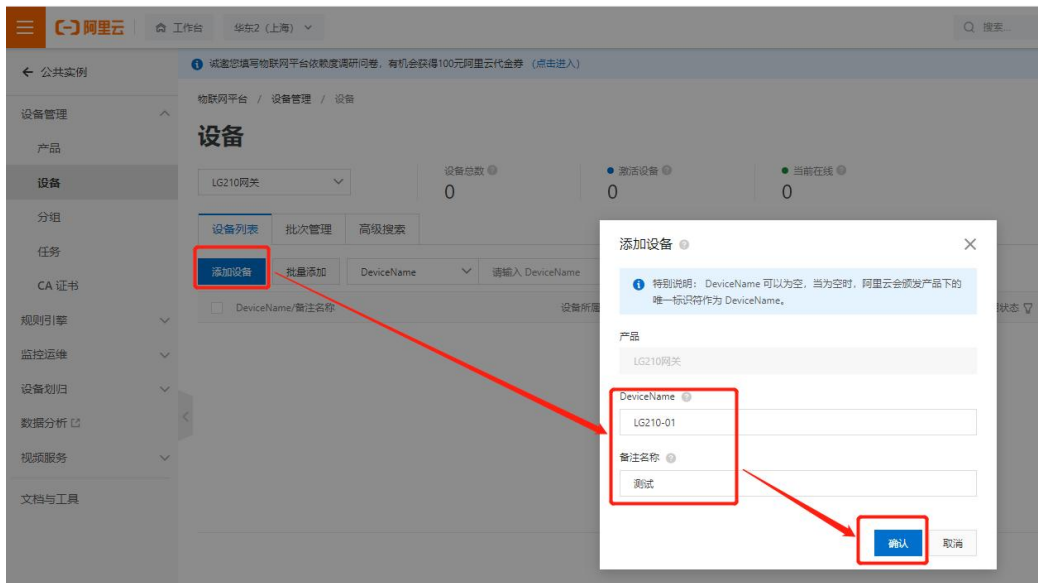 阿里云
工作台
华东2（上海）
搜索...
公共实例
诚邀您填写物联网平台依赖度调研问卷，有机会获得100元阿里云代金券 （点击进入）
设备管理
产品
设备
分组
任务
CA 证书
规则引擎
监控运维
设备划归
数据分析
视频服务
文档与工具
物联网平台 / 设备管理 / 设备
设备
LG210网关
设备总数
0
激活设备
0
当前在线
0
设备列表
批次管理
高级搜索
添加设备
批量添加
DeviceName
请输入 DeviceName
DeviceName/备注名称
设备所属
状态
添加设备
特别说明： DeviceName 可以为空，当为空时，阿里云会颁发产品下的
唯一标识符作为 DeviceName。
产品
LG210网关
DeviceName
LG210-01
备注名称
测试
确认
取消